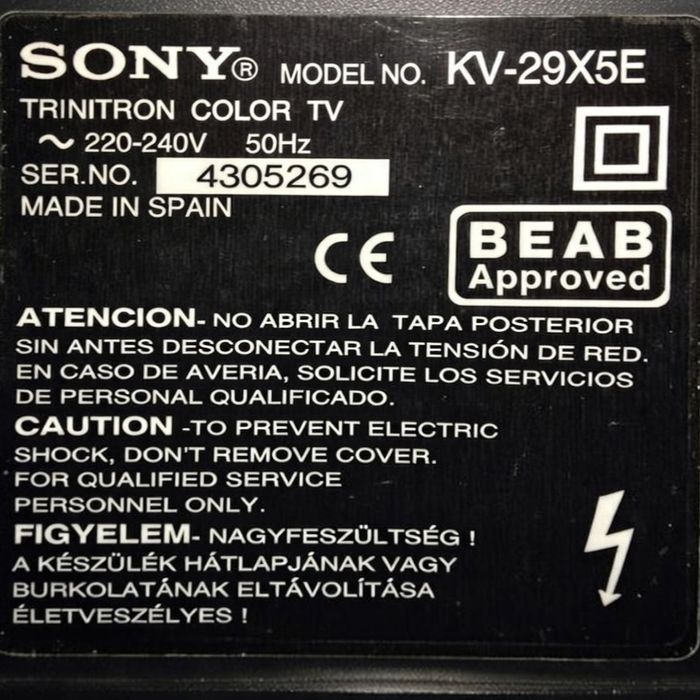 SONY® MODEL NO. KV-29X5E
TRINITRON COLOR TV
~ 220-240V 50Hz
SER.NO. 4305269
MADE IN SPAIN
CE
BEAB
Approved
ATENCION- NO ABRIR LA TAPA POSTERIOR
SIN ANTES DESCONECTAR LA TENSIÓN DE RED.
EN CASO DE AVERIA, SOLICITE LOS SERVICIOS
DE PERSONAL QUALIFICADO.
CAUTION -TO PREVENT ELECTRIC
SHOCK, DON'T REMOVE COVER.
FOR QUALIFIED SERVICE
PERSONNEL ONLY.
FIGYELEM- NAGYFESZÜLTSÉG !
A KÉSZÜLÉK HÁTLAPJÁNAK VAGY
BURKOLATÁNAK ELTÁVOLÍTÁSA
ÉLETVESZÉLYES !